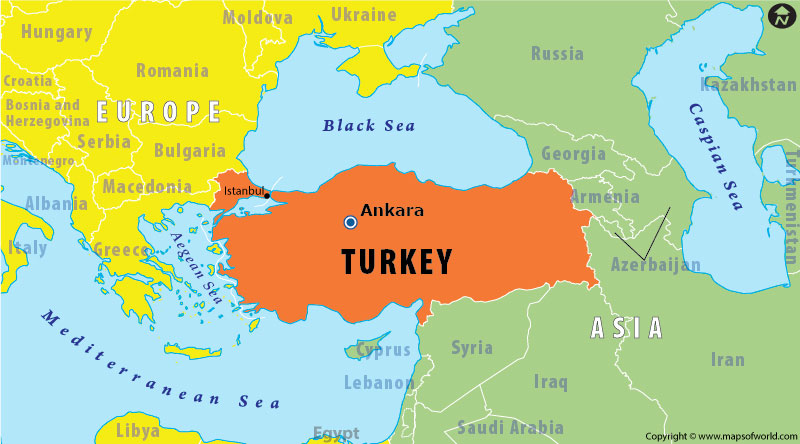 Ukraine
Moldova
N
Hungary
Russia
Romania
Kazakhstan
Croatia
Bosnia and
Herzegovina
EUROPE
Black Sea
Caspian Sea
Serbia
Bulgaria
Georgia
Montenegro
Turkmenistan
Macedonia
Istanbul
Armenia
Albania
Ankara
Italy
Greece
Aegean Sea
TURKEY
Azerbaijan
Mediterranean Sea
ASIA
Cyprus
Syria
Iran
Lebanon
Iraq
Libya
Egypt
Saudi Arabia
Copyright © www.mapsofworld.com